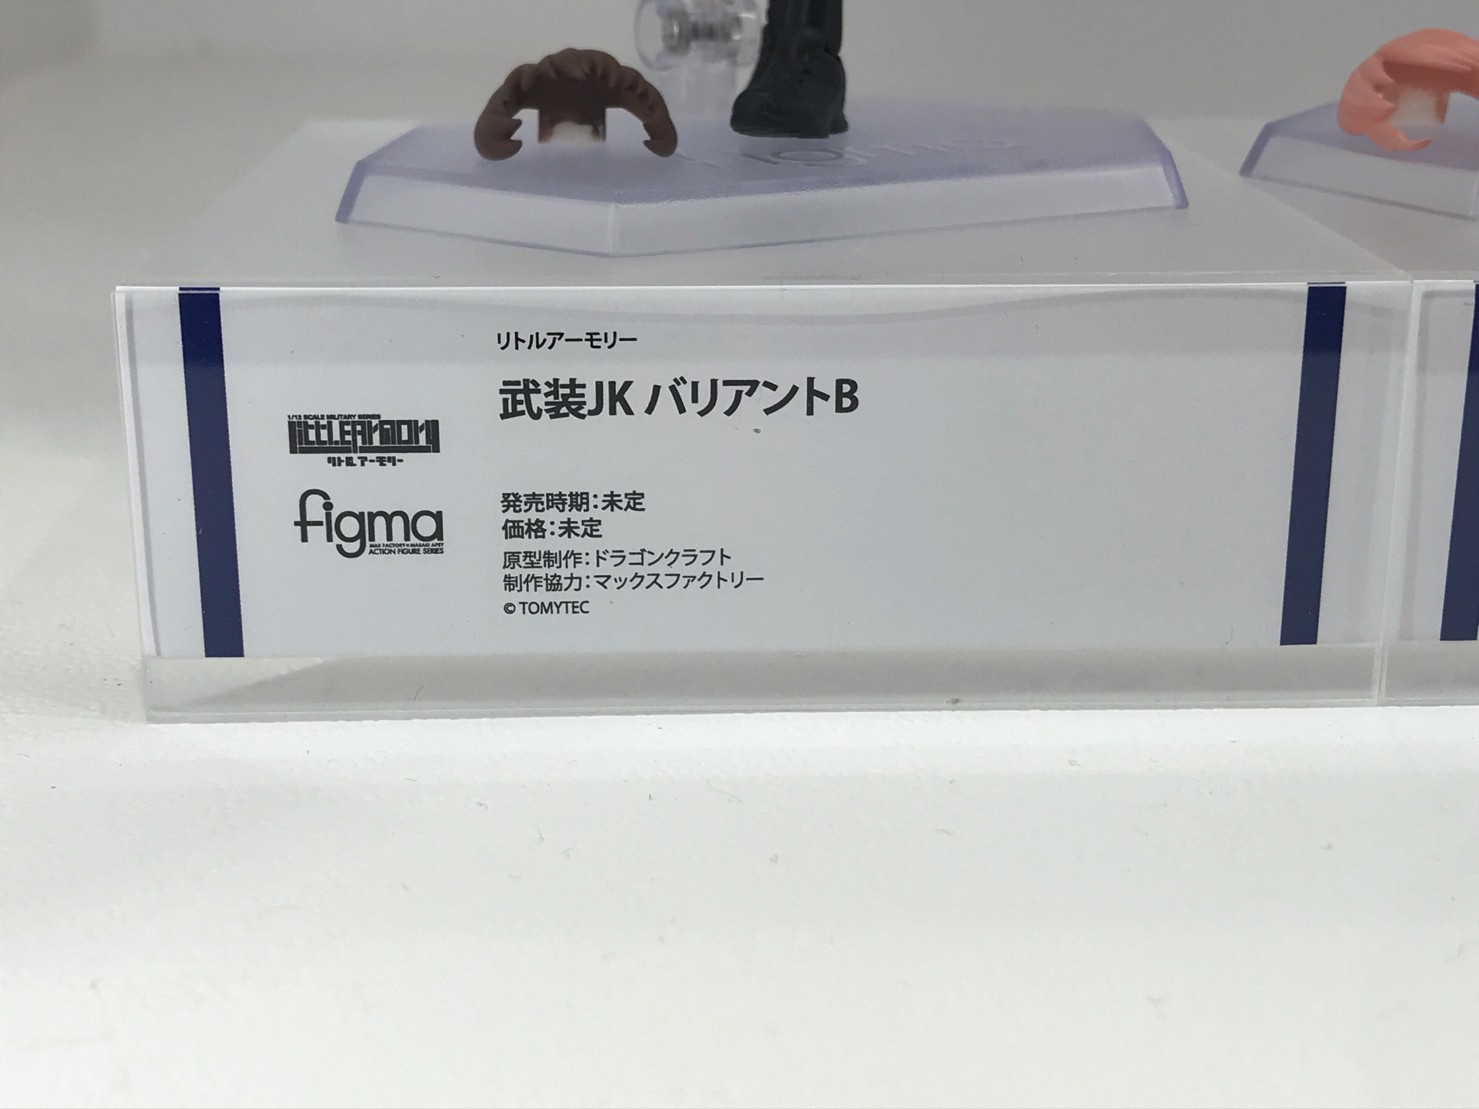 figma
リトルアーモリー
武装JK バリアントB
1/12 SCALE MILITARY SERIES
LITTLEARMORY
リトルアーモリー
figma
MAX FACTORY×MASAKI APSY
ACTION FIGURE SERIES
発売時期：未定
価格：未定
原型制作：ドラゴンクラフト
制作協力：マックスファクトリー
© TOMYTEC